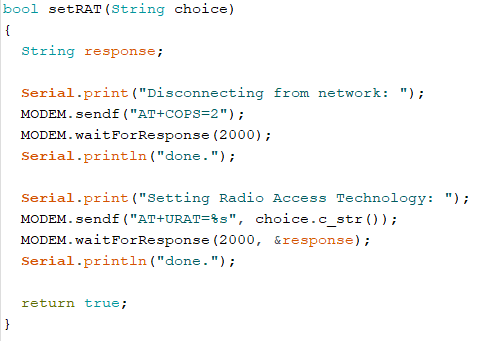 bool setRAT(String choice)
{
  String response;

  Serial.print("Disconnecting from network: ");
  MODEM.sendf("AT+COPS=2");
  MODEM.waitForResponse(2000);
  Serial.println("done.");

  Serial.print("Setting Radio Access Technology: ");
  MODEM.sendf("AT+URAT=%s", choice.c_str());
  MODEM.waitForResponse(2000, &response);
  Serial.println("done.");

  return true;
}